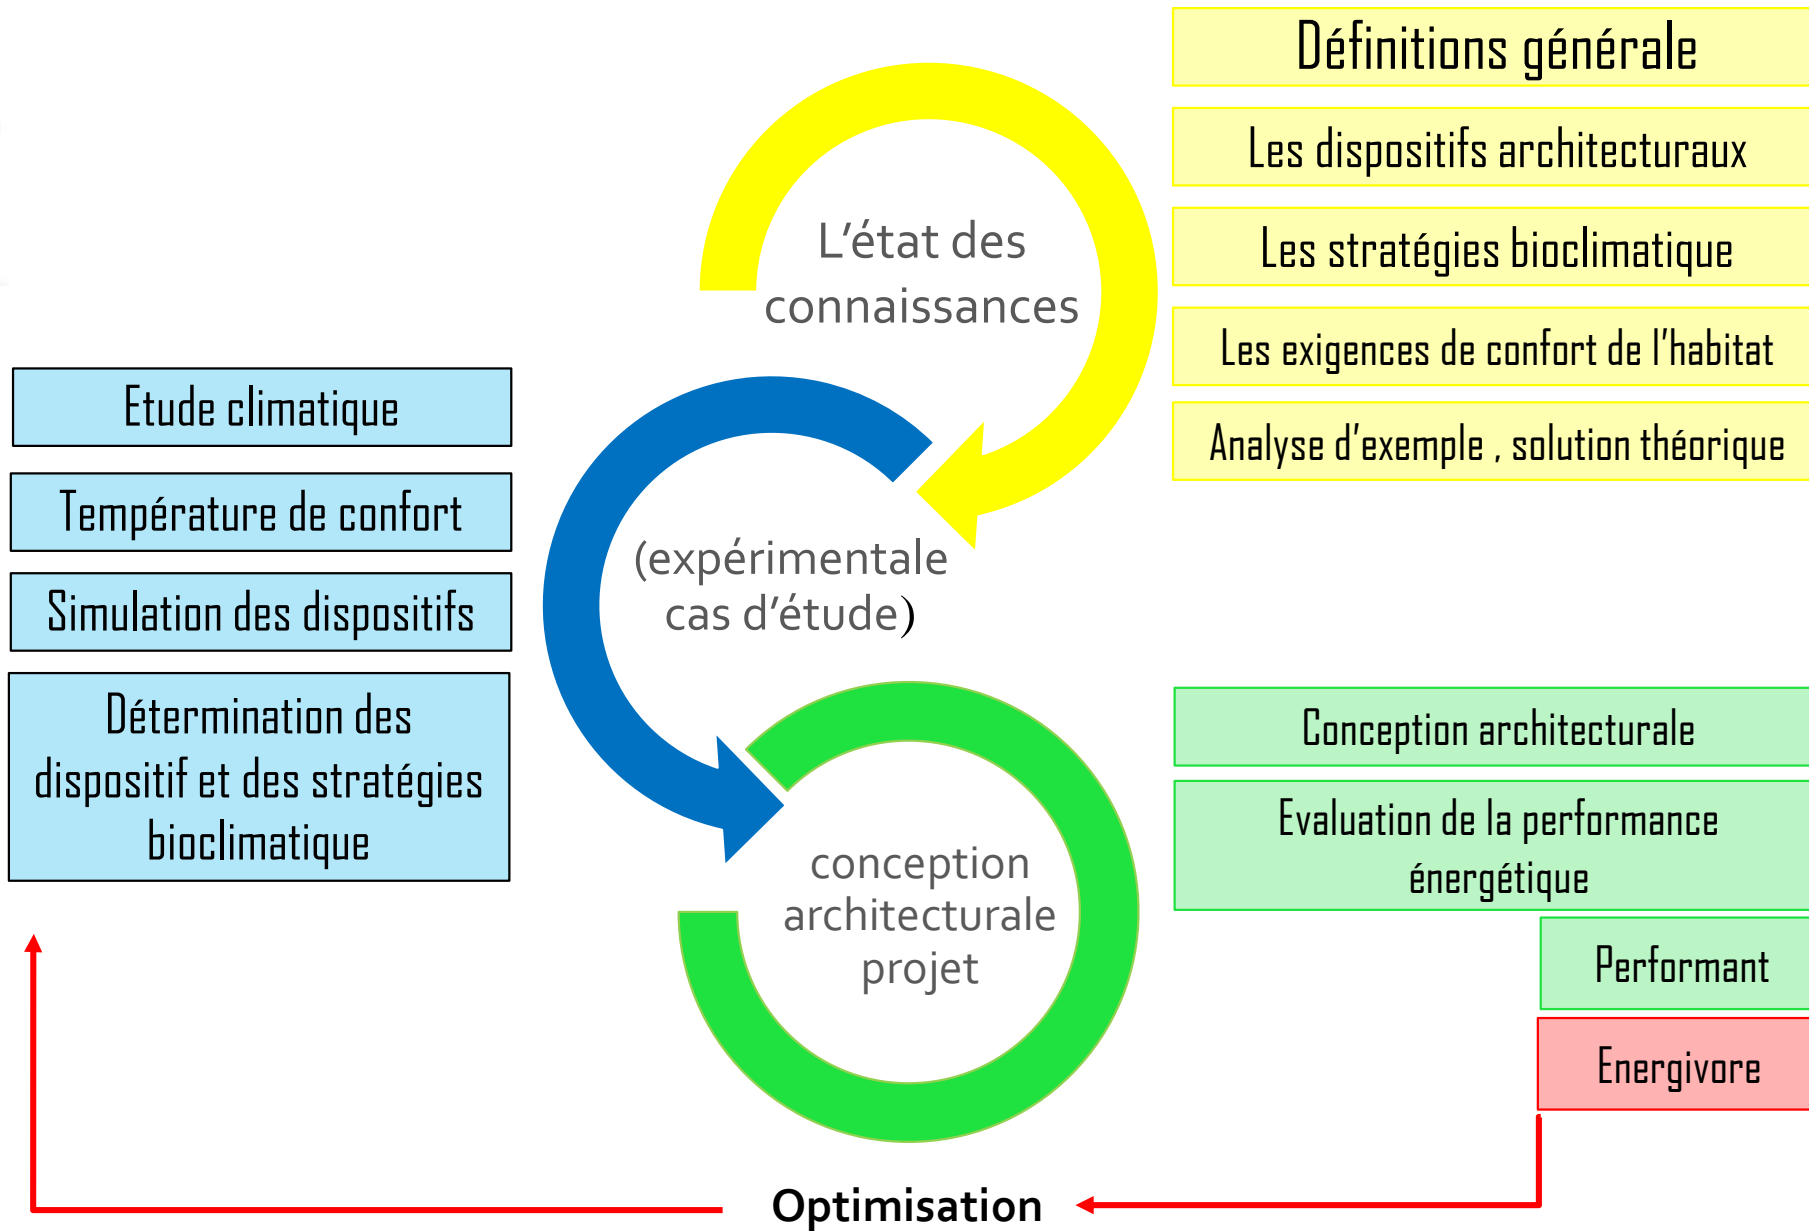 Définitions générale
Les dispositifs architecturaux
Les stratégies bioclimatique
Les exigences de confort de l'habitat
Analyse d'exemple , solution théorique
L'état des
connaissances
Etude climatique
Température de confort
Simulation des dispositifs
Détermination des
dispositif et des stratégies
bioclimatique
(expérimentale
cas d'étude)
conception
architecturale
projet
Conception architecturale
Evaluation de la performance
énergétique
Performant
Energivore
Optimisation